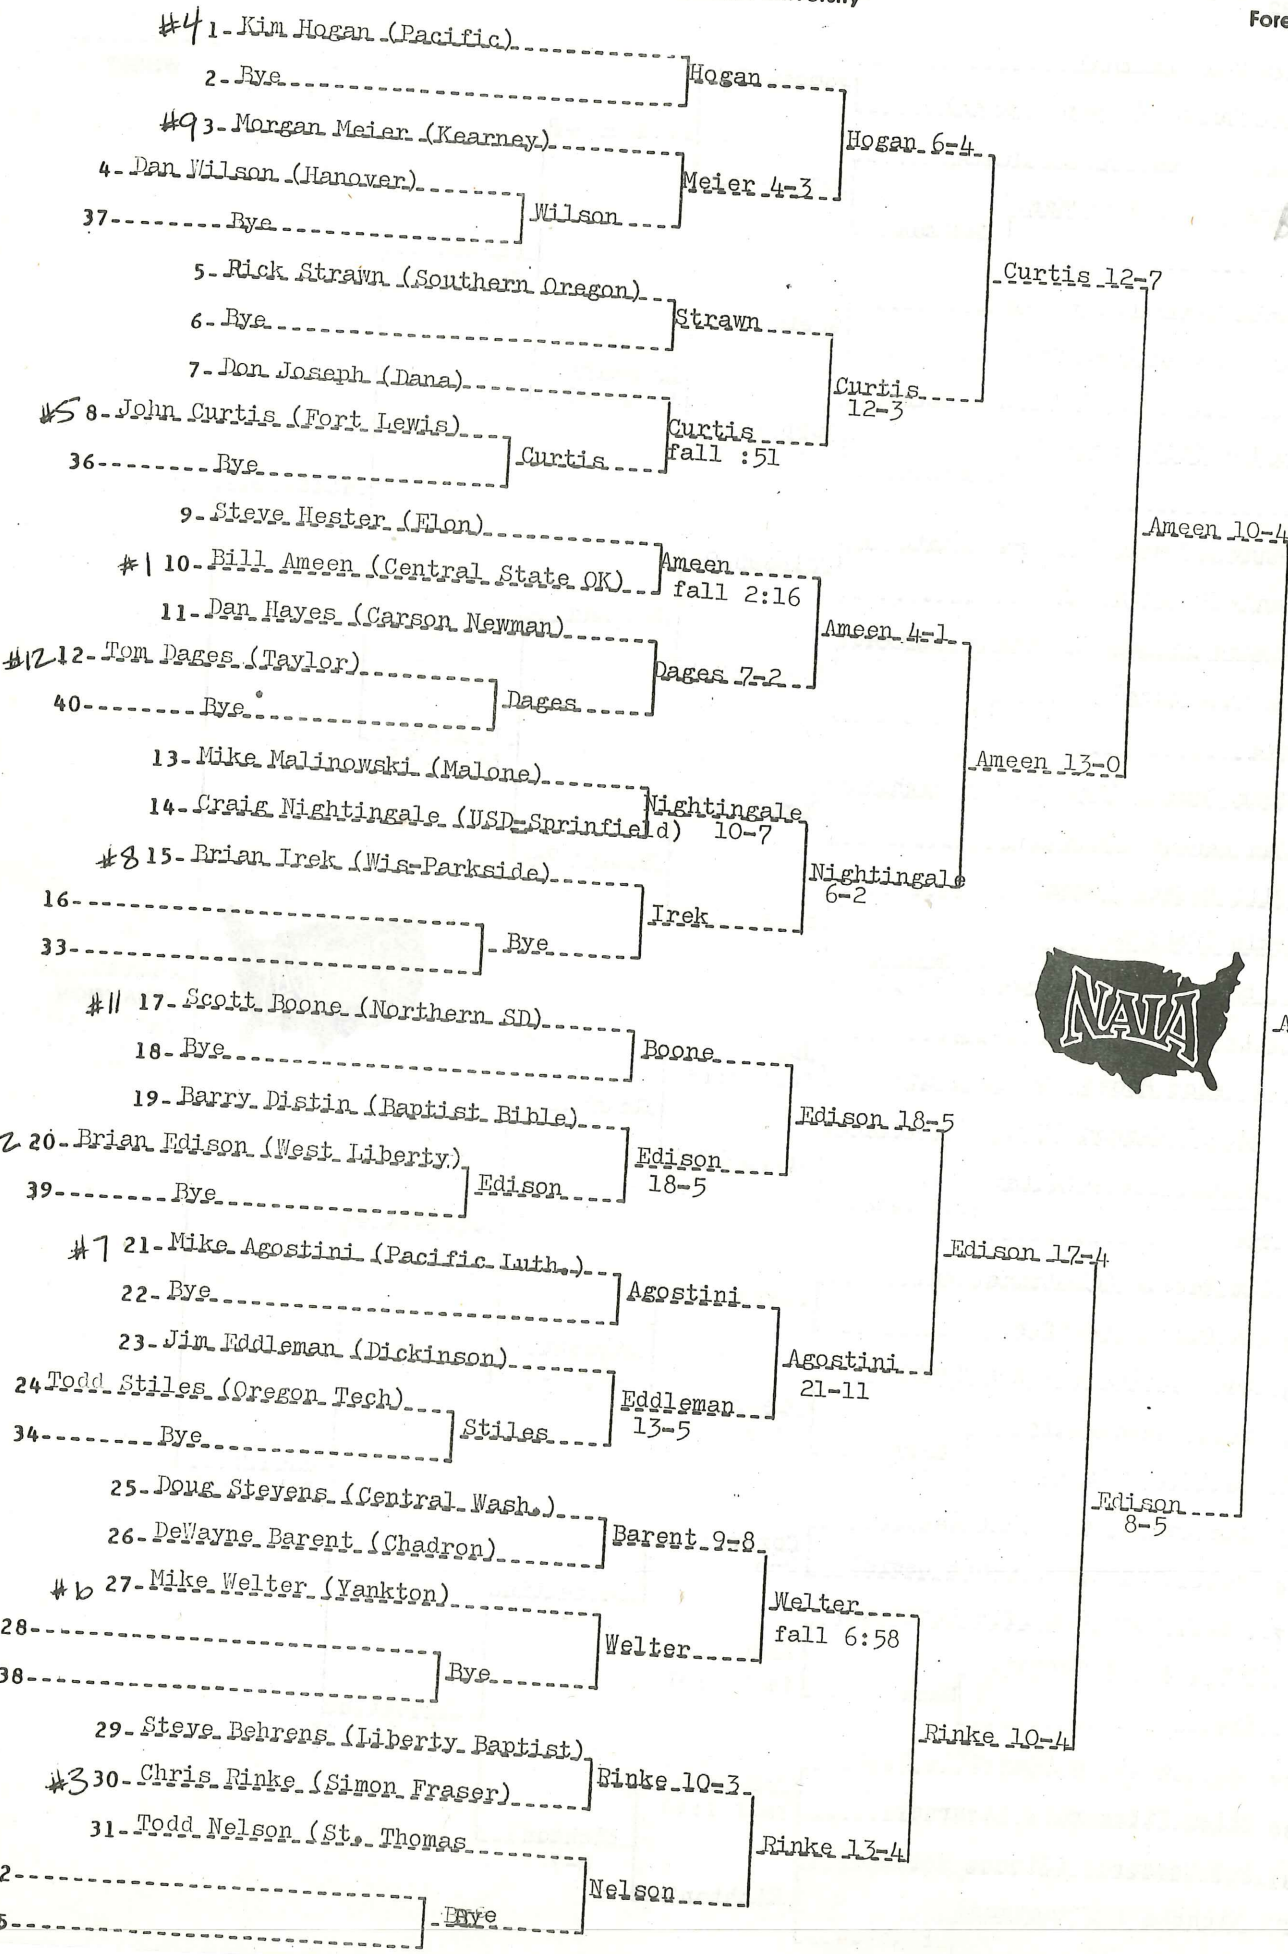 Fore
#4 1- Kim Hogan (Pacific)
2- Bye
Hogan
#9 3- Morgan Meier (Kearney)
Hogan 6-4
4- Dan Wilson (Hanover)
Meier 4-3
37- Bye
Wilson
5- Rick Strawn (Southern Oregon)
Curtis 12-7
6- Bye
Strawn
7- Don Joseph (Dana)
Curtis
12-3
#5 8- John Curtis (Fort Lewis)
Curtis
fall :51
36- Bye
Curtis
9- Steve Hester (Elon)
Ameen 10-4
#1 10- Bill Ameen (Central State OK)
Ameen
fall 2:16
11- Dan Hayes (Carson Newman)
Ameen 4-1
#12 12- Tom Dages (Taylor)
Dages 7-2
40- Bye
Dages
13- Mike Malinowski (Malone)
Ameen 13-0
14- Craig Nightingale (USD-Sprinfield)
Nightingale
10-7
#8 15- Brian Irek (Wis-Parkside)
Nightingale
6-2
16-
Irek
33-
Bye
NAIA
#11 17- Scott Boone (Northern SD)
A
18- Bye
Boone
19- Barry Distin (Baptist Bible)
Edison 18-5
2 20- Brian Edison (West Liberty)
Edison
18-5
39- Bye
Edison
#7 21- Mike Agostini (Pacific Luth.)
Edison 17-4
22- Bye
Agostini
23- Jim Eddleman (Dickinson)
Agostini
21-11
24 Todd Stiles (Oregon Tech)
Eddleman
13-5
34- Bye
Stiles
25- Doug Stevens (Central Wash.)
Edison
8-5
26- DeWayne Barent (Chadron)
Barent 9-8
#6 27- Mike Welter (Yankton)
Welter
fall 6:58
28-
Welter
38-
Bye
29- Steve Behrens (Liberty Baptist)
Rinke 10-4
#3 30- Chris Rinke (Simon Fraser)
Rinke 10-3
31- Todd Nelson (St. Thomas
Rinke 13-4
2-
Nelson
5-
Bye